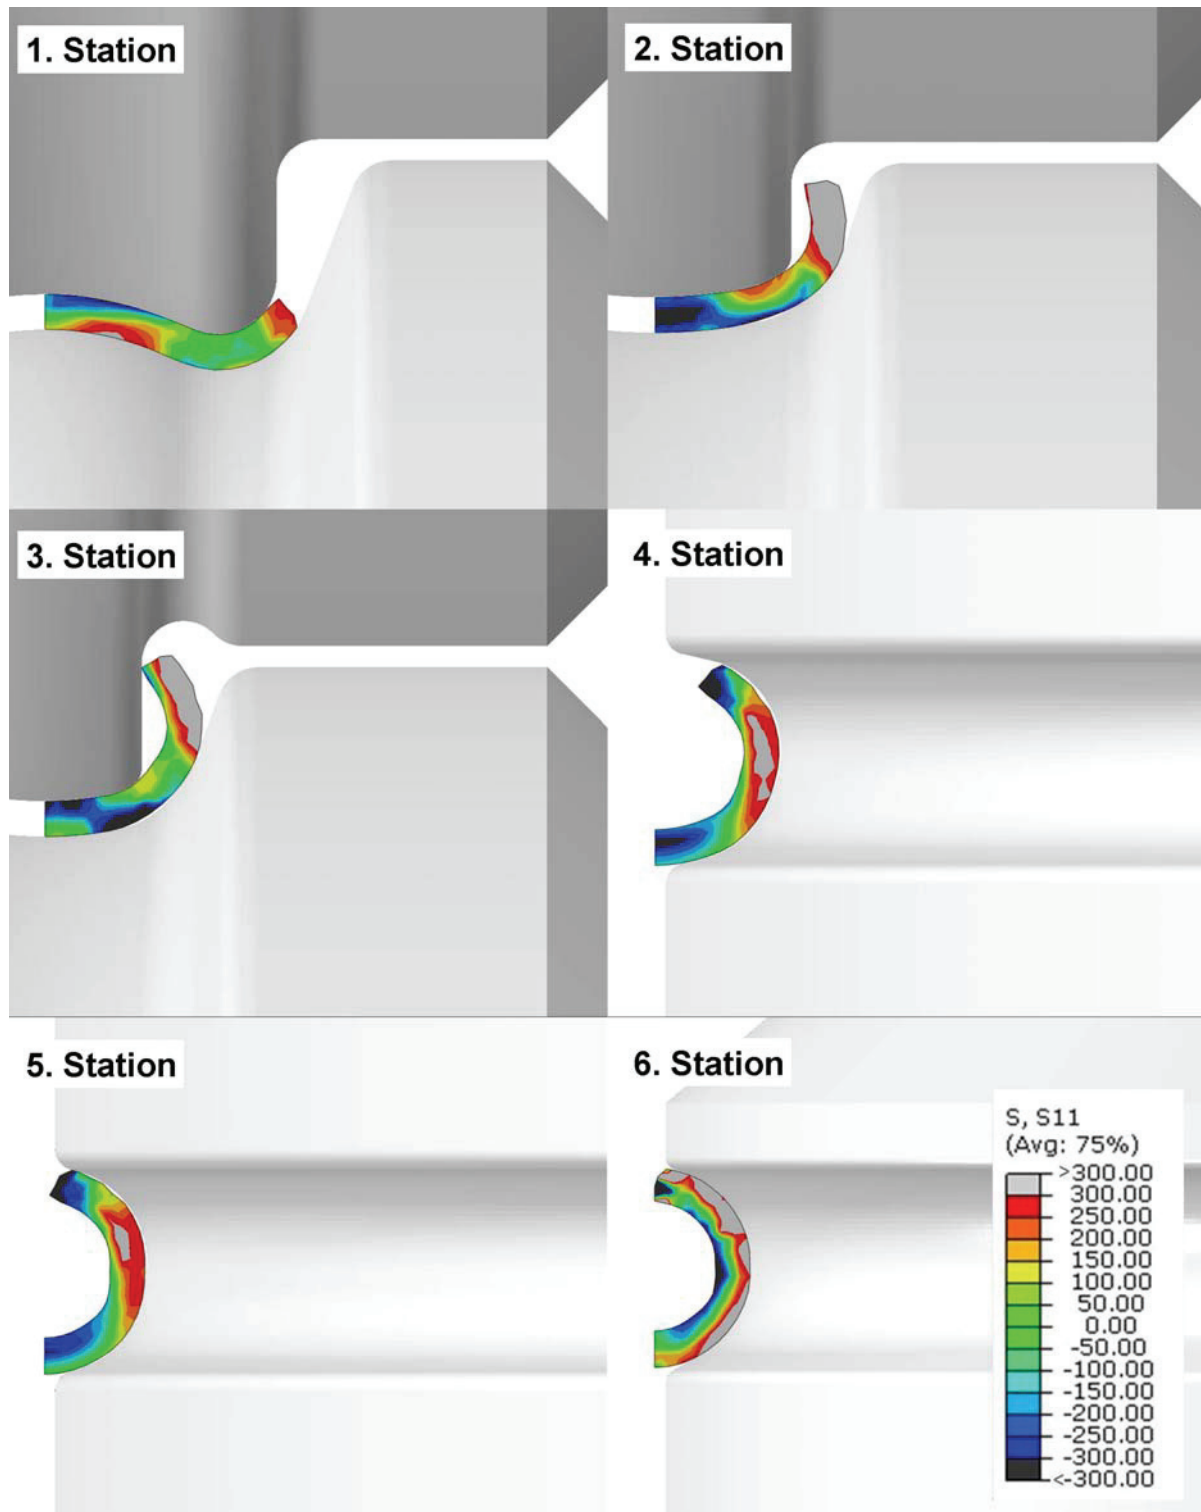 1. Station
2. Station
3. Station
4. Station
5. Station
6. Station
S, S11
(Avg: 75%)
>300.00
300.00
250.00
200.00
150.00
100.00
50.00
0.00
-50.00
-100.00
-150.00
-200.00
-250.00
-300.00
<-300.00